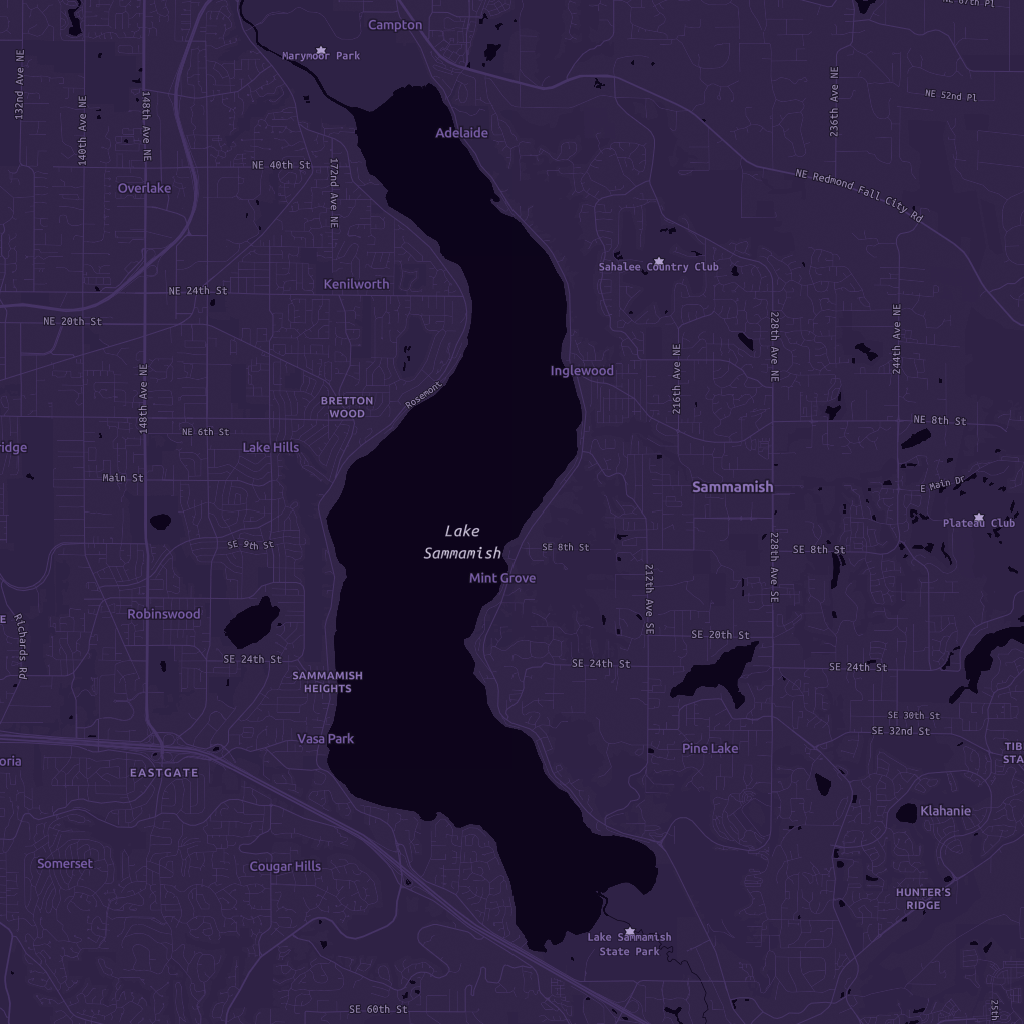 NE 67th Pl
Campton
Marymoor Park
132nd Ave NE
140th Ave NE
148th Ave NE
236th Ave NE
NE 52nd Pl
Adelaide
NE 40th St
172nd Ave NE
Overlake
NE Redmond Fall City Rd
Sahalee Country Club
Kenilworth
NE 24th St
NE 20th St
228th Ave NE
244th Ave NE
216th Ave NE
Inglewood
148th Ave NE
Rosemont
BRETTON
WOOD
NE 8th St
NE 6th St
Lake Hills
idge
Main St
E Main Dr
Sammamish
Plateau Club
Lake
Sammamish
SE 9th St
SE 8th St
SE 8th St
228th Ave SE
212th Ave SE
Mint Grove
Robinswood
E
Richards Rd
SE 20th St
SE 24th St
SE 24th St
SE 24th St
SAMMAMISH
HEIGHTS
SE 30th St
SE 32nd St
Vasa Park
Pine Lake
TIB
STA
oria
EASTGATE
Klahanie
Somerset
Cougar Hills
HUNTER'S
RIDGE
Lake Sammamish
State Park
SE 60th St
25th